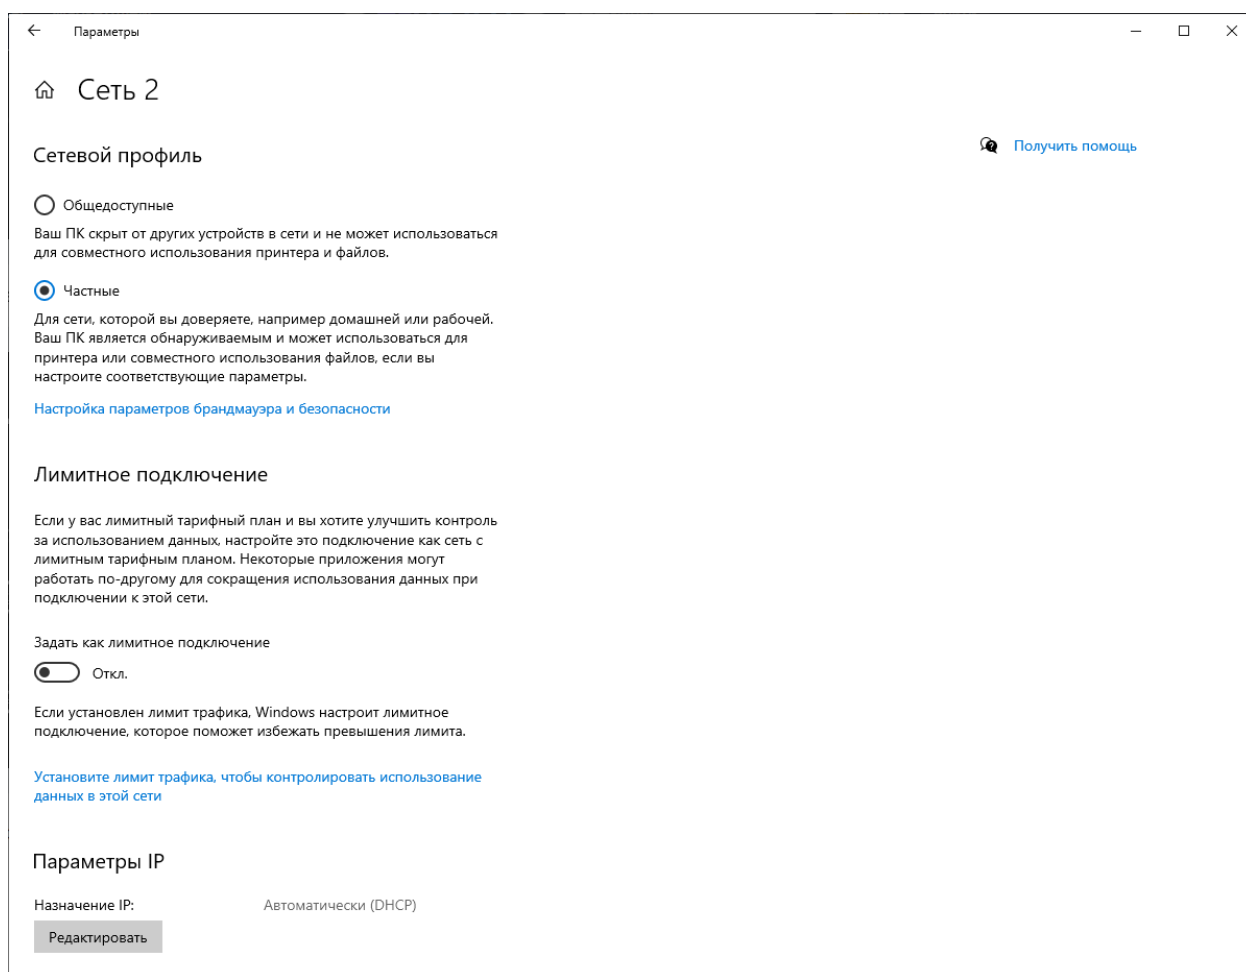 Параметры
Сеть 2
Сетевой профиль
Получить помощь
Общедоступные
Ваш ПК скрыт от других устройств в сети и не может использоваться
для совместного использования принтера и файлов.
Частные
Для сети, которой вы доверяете, например домашней или рабочей.
Ваш ПК является обнаруживаемым и может использоваться для
принтера или совместного использования файлов, если вы
настроите соответствующие параметры.
Настройка параметров брандмауэра и безопасности
Лимитное подключение
Если у вас лимитный тарифный план и вы хотите улучшить контроль
за использованием данных, настройте это подключение как сеть с
лимитным тарифным планом. Некоторые приложения могут
работать по-другому для сокращения использования данных при
подключении к этой сети.
Задать как лимитное подключение
Откл.
Если установлен лимит трафика, Windows настроит лимитное
подключение, которое поможет избежать превышения лимита.
Установите лимит трафика, чтобы контролировать использование
данных в этой сети
Параметры IP
Назначение IP: Автоматически (DHCP)
Редактировать